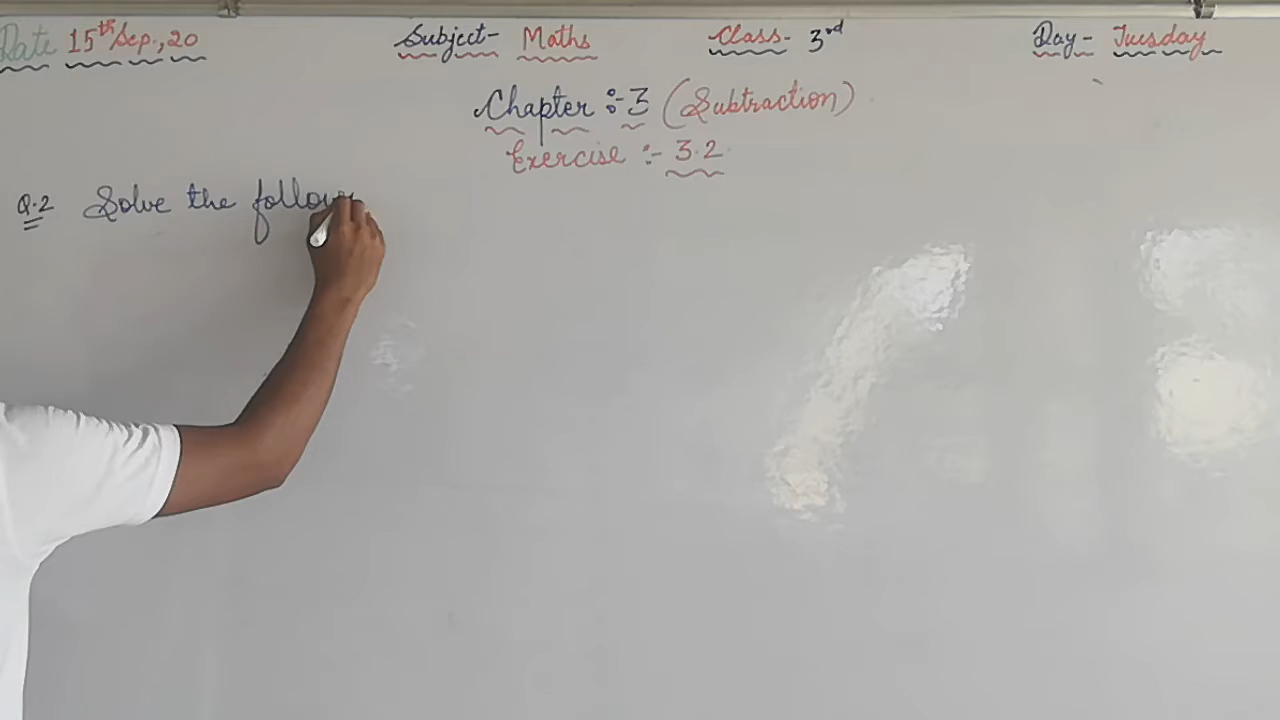 Date 15th Sep., 20 Subject- Maths Class- 3rd Day- Tuesday
Chapter :- 3 (Subtraction)
Exercise :- 3.2
Q.2 Solve the follow